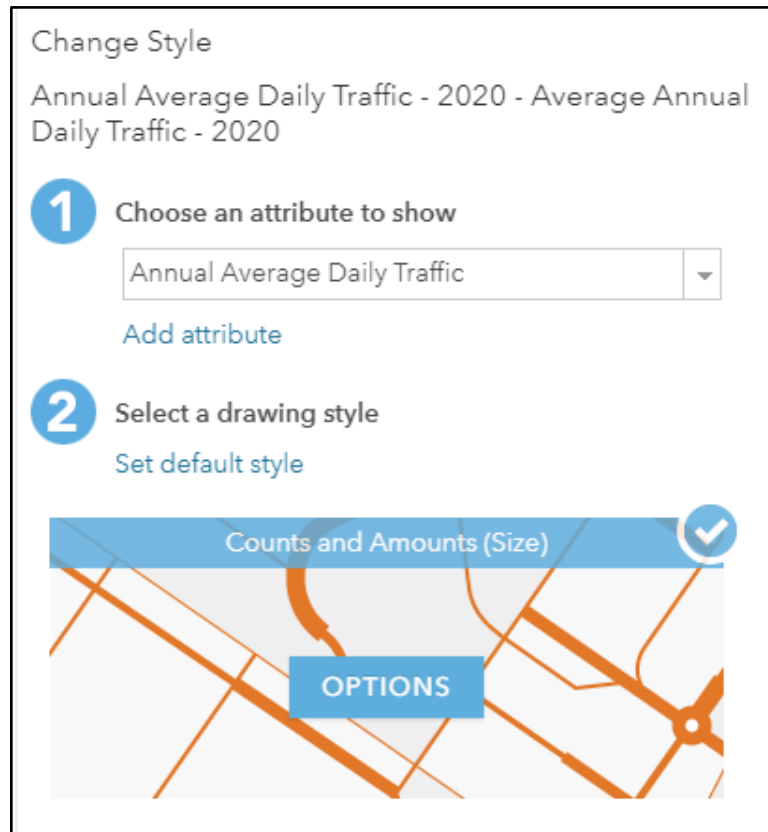 Change Style
Annual Average Daily Traffic - 2020 - Average Annual
Daily Traffic - 2020
1 Choose an attribute to show
Annual Average Daily Traffic
Add attribute
2 Select a drawing style
Set default style
Counts and Amounts (Size)
OPTIONS